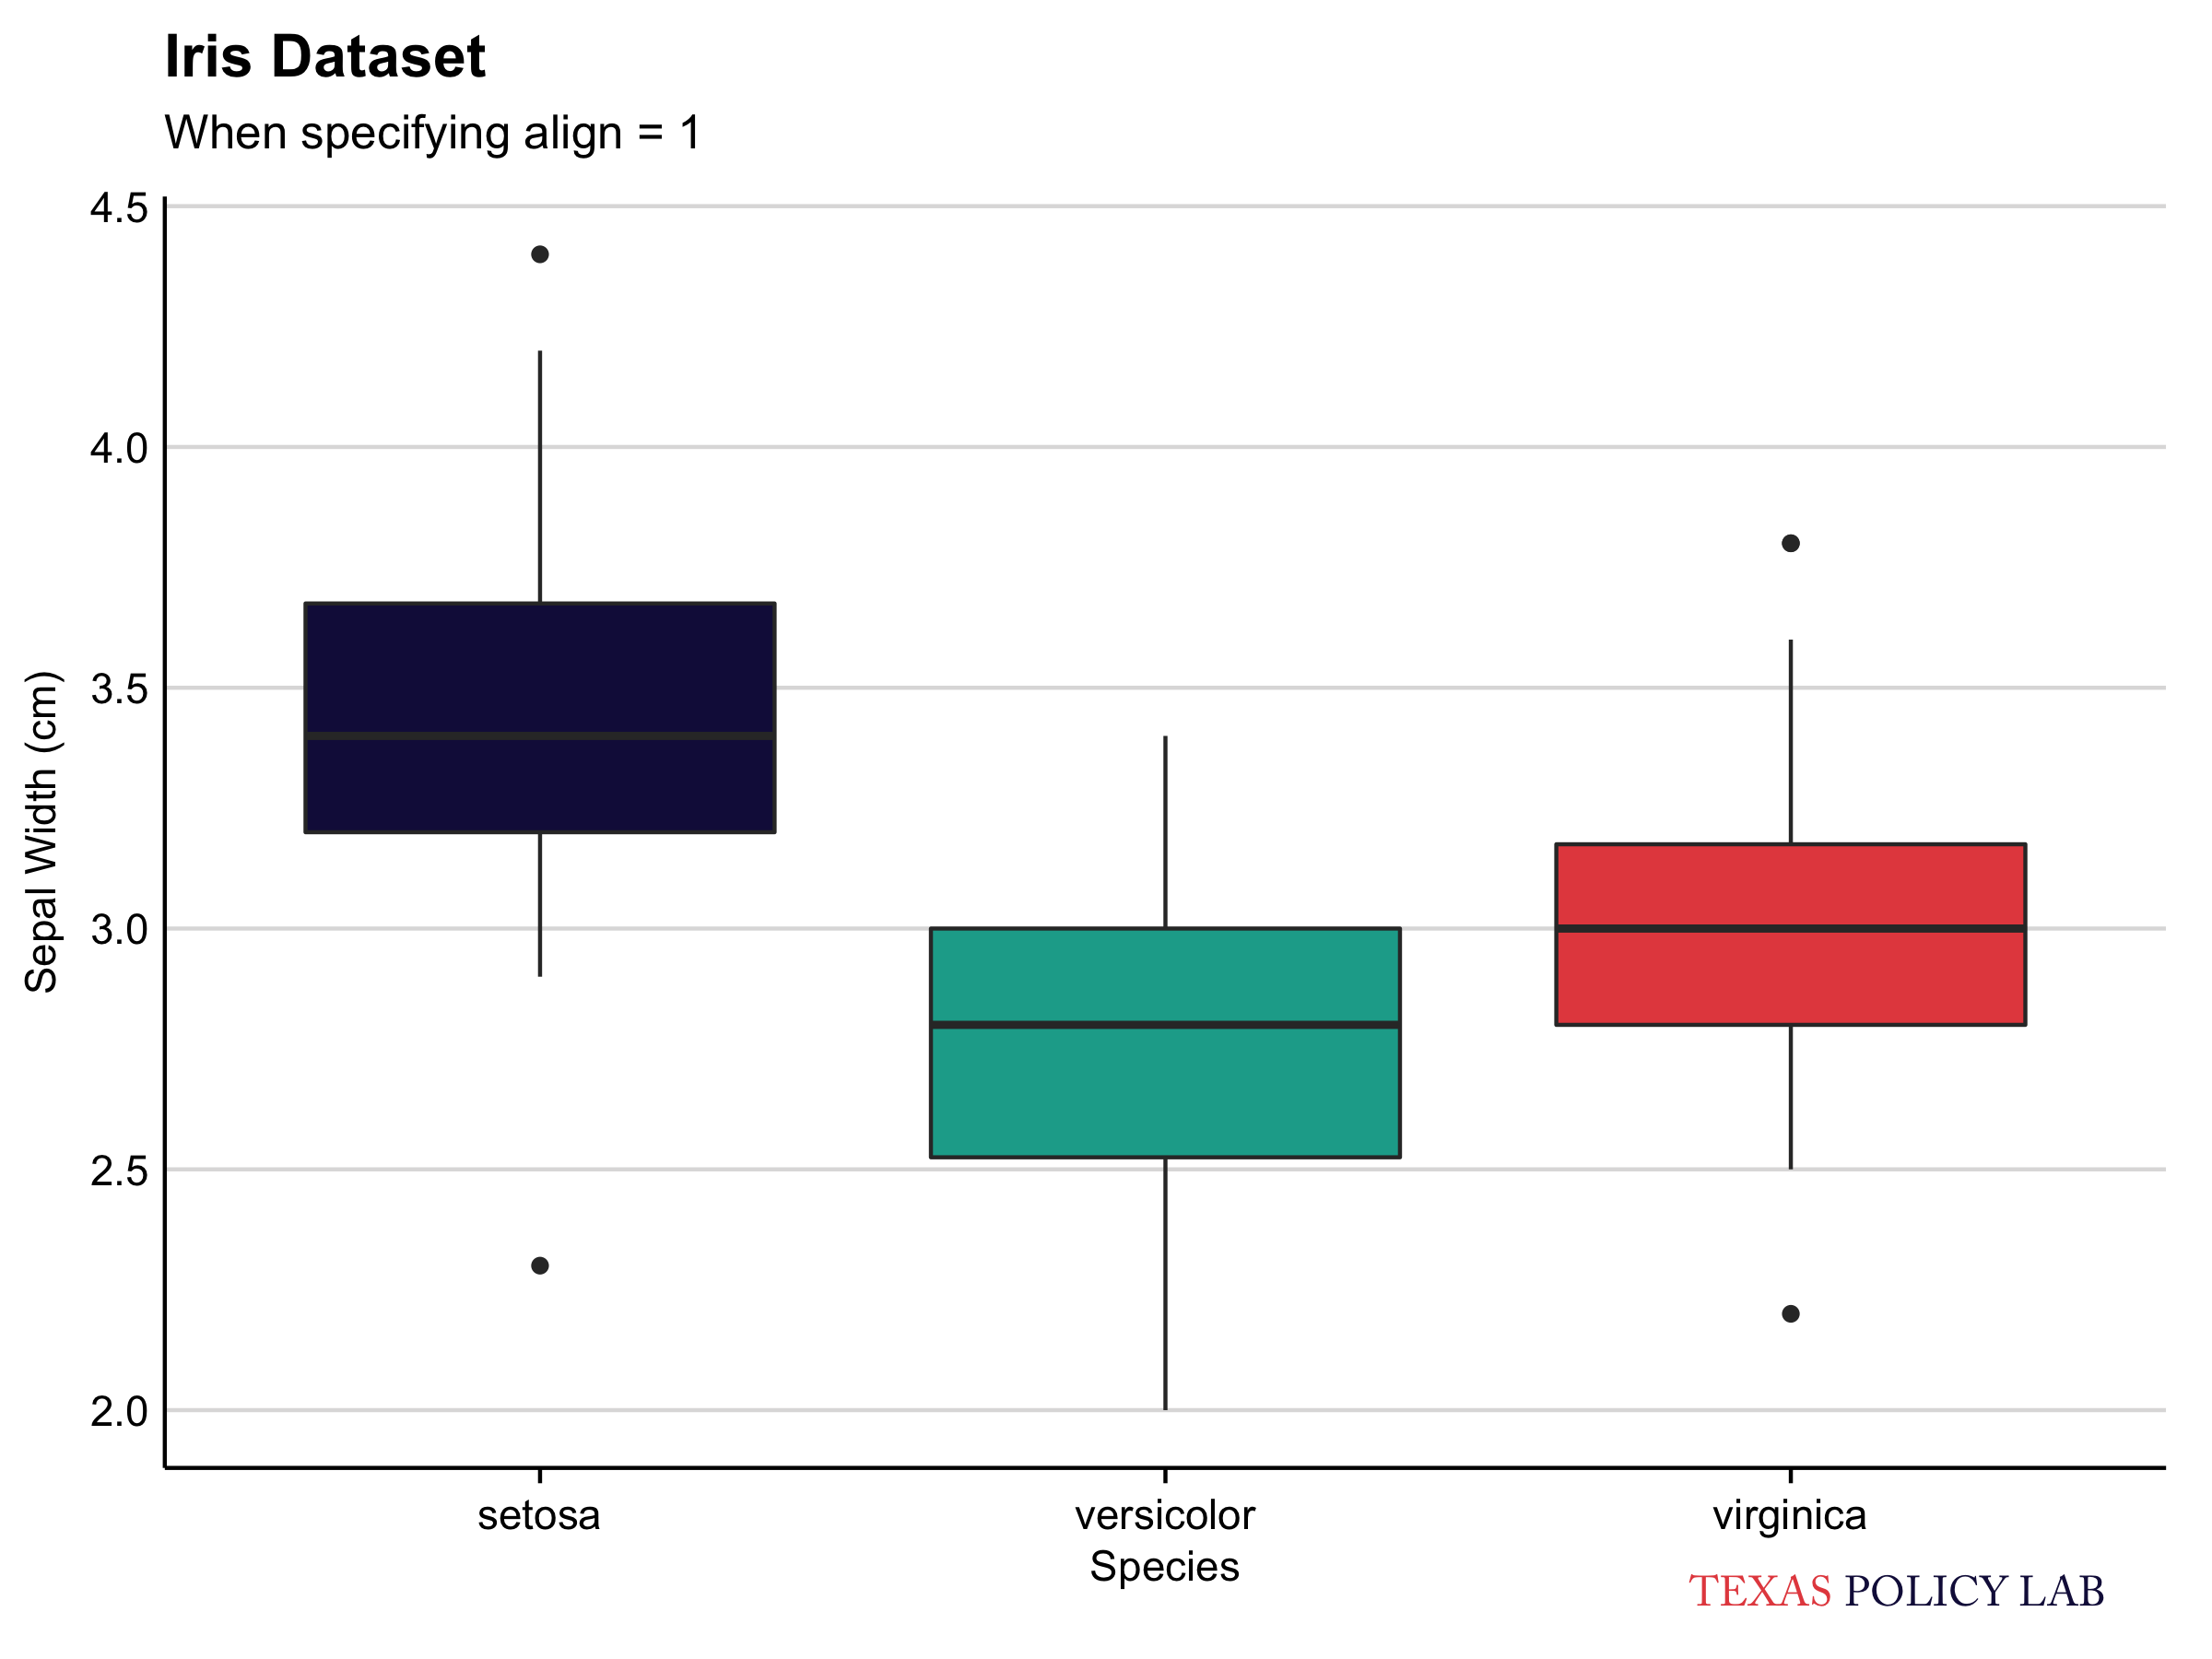 Iris Dataset
When specifying align = 1
4.5
4.0
3.5
3.0
2.5
2.0
Sepal Width (cm)
setosa versicolor virginica
Species
TEXAS POLICY LAB